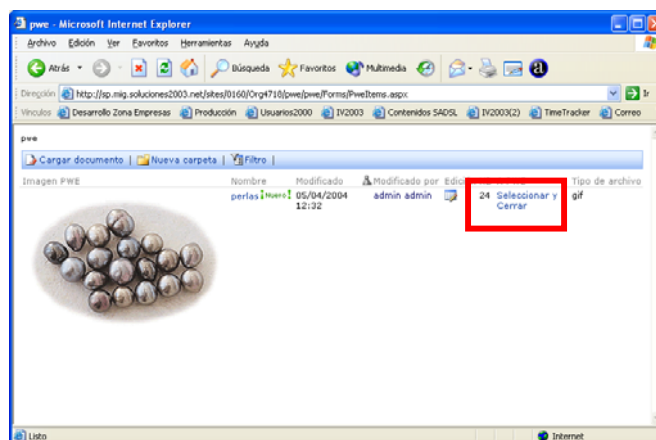 pwe - Microsoft Internet Explorer
Archivo Edición Ver Favoritos Herramientas Ayuda
Atrás Búsqueda Favoritos Multimedia
Dirección http://sp.mig.soluciones2003.net/sites/0160/Org4718/pwe/pwe/Forms/PweItems.aspx Ir
Vínculos Desarrollo Zona Empresas Producción Usuarios2000 IV2003 Contenidos SADSL IV2003(2) TimeTracker Correo
pwe
Cargar documento | Nueva carpeta | Filtro |
Imagen PWE Nombre Modificado Modificado por Tipo de archivo
perlas ! Nuevo ! 05/04/2004 admin admin 24 Seleccionar y gif
12:32 Cerrar
Listo Internet